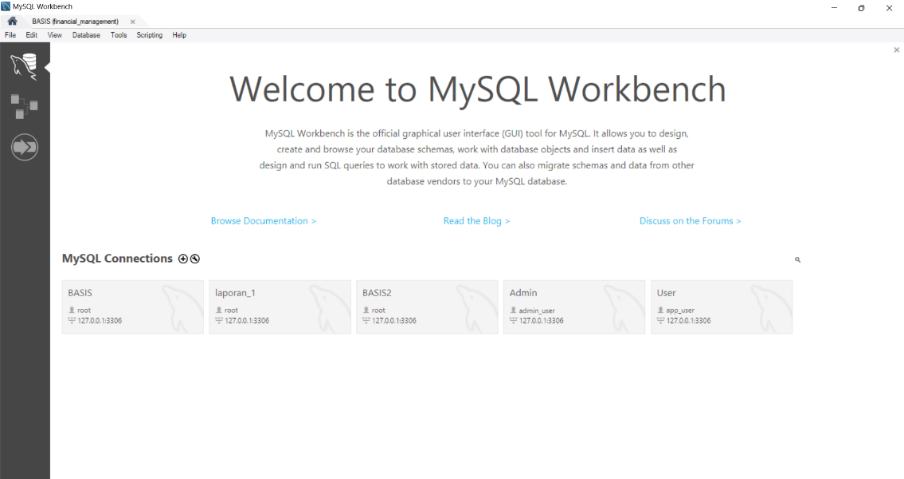 MySQL Workbench
BASIS (financial_management)
File Edit View Database Tools Scripting Help
Welcome to MySQL Workbench
MySQL Workbench is the official graphical user interface (GUI) tool for MySQL. It allows you to design,
create and browse your database schemas, work with database objects and insert data as well as
design and run SQL queries to work with stored data. You can also migrate schemas and data from other
database vendors to your MySQL database.
Browse Documentation > Read the Blog > Discuss on the Forums >
MySQL Connections
BASIS laporan_1 BASIS2 Admin User
root root root admin_user app_user
127.0.0.1:3306 127.0.0.1:3306 127.0.0.1:3306 127.0.0.1:3306 127.0.0.1:3306